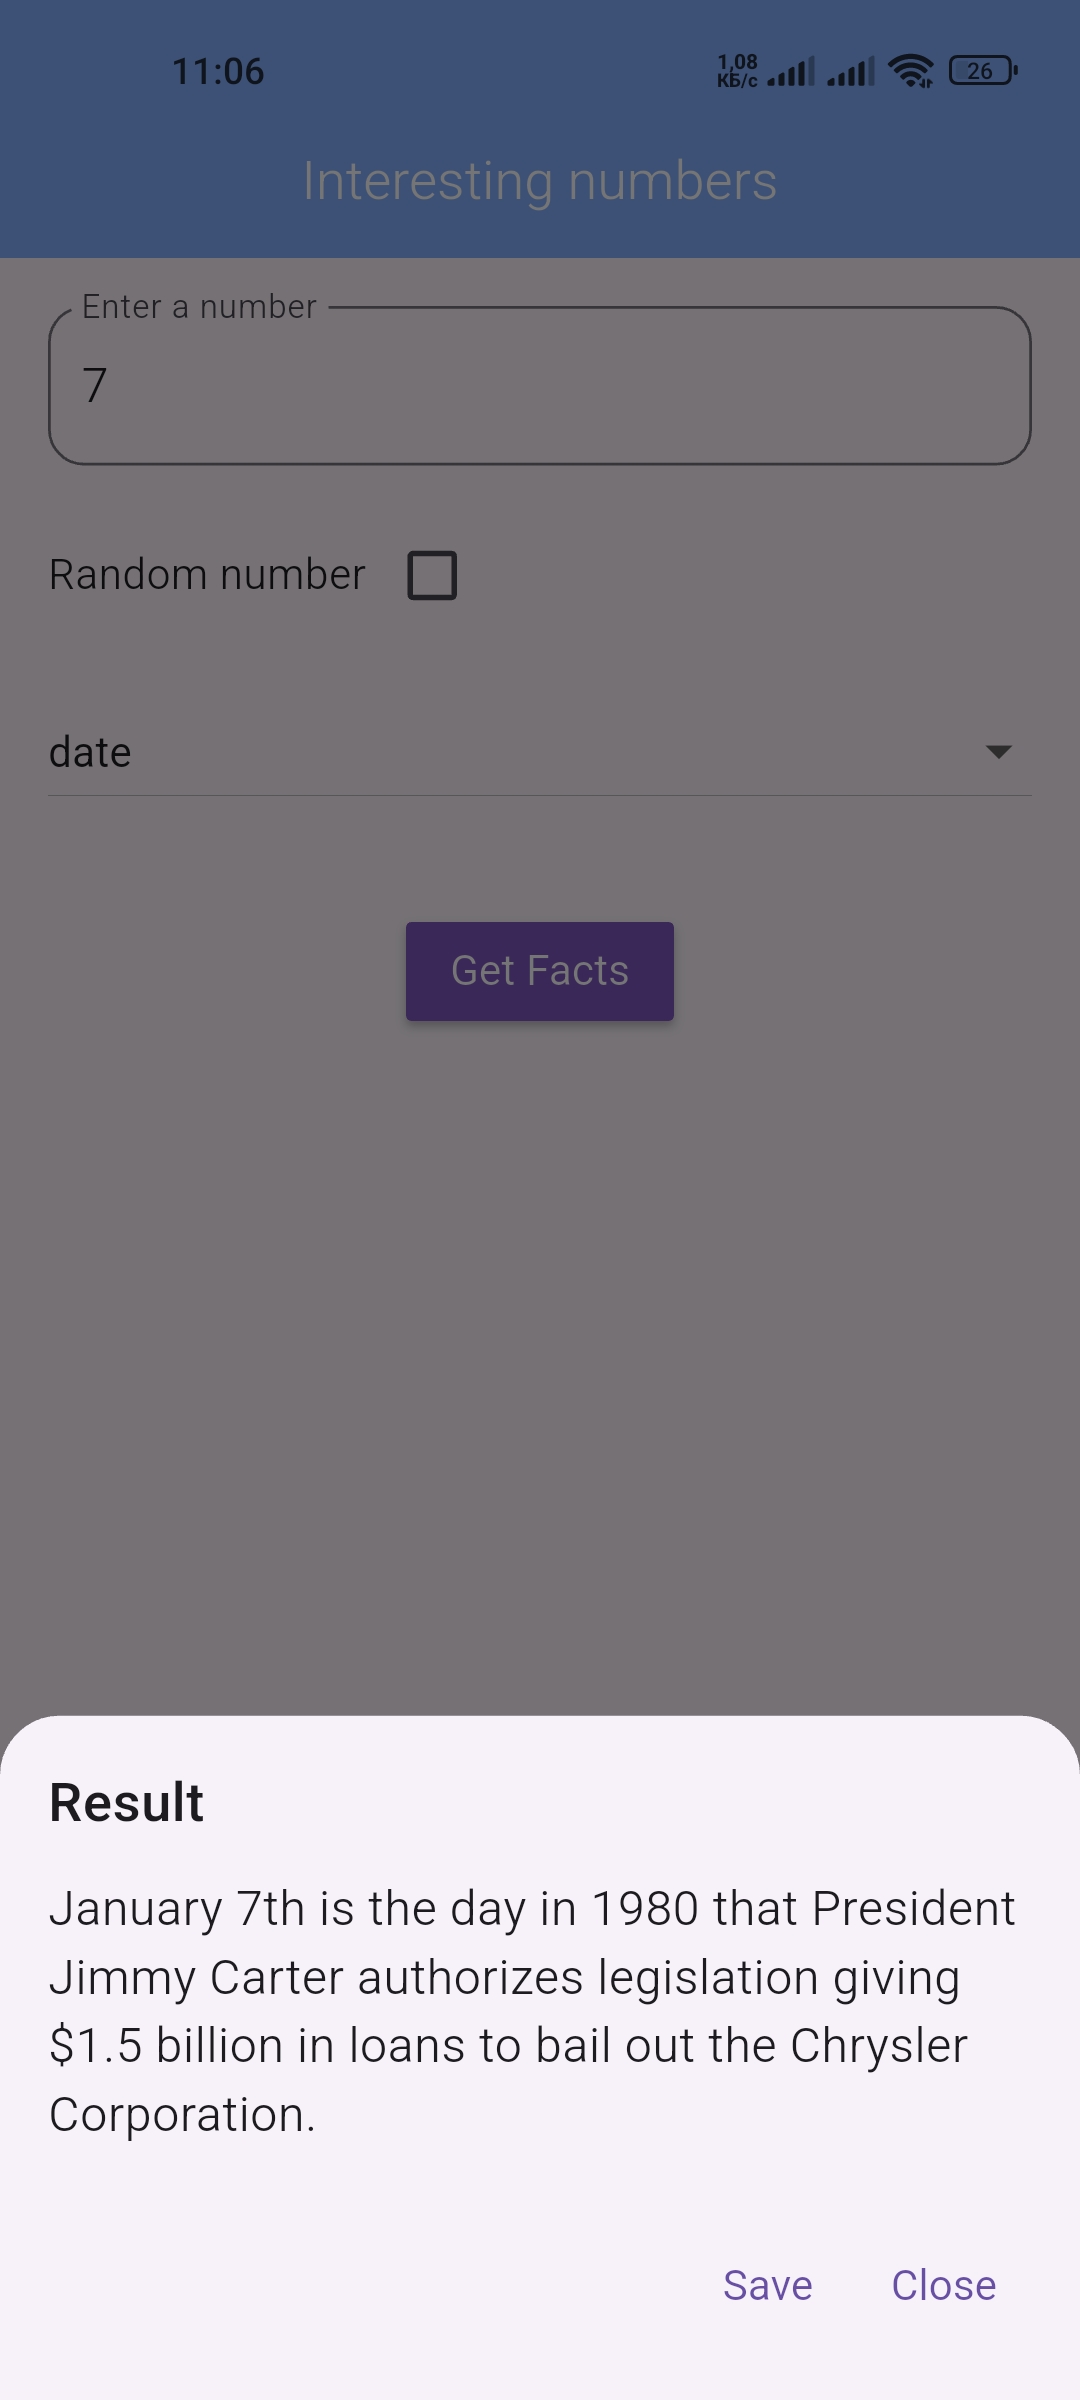 11:06
1,08
КБ/с
26
Interesting numbers
Enter a number
7
Random number
date
Get Facts
Result
January 7th is the day in 1980 that President
Jimmy Carter authorizes legislation giving
$1.5 billion in loans to bail out the Chrysler
Corporation.
Save
Close